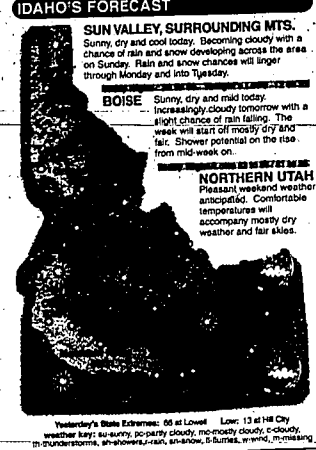 IDAHO'S FORECAST
SUN VALLEY, SURROUNDING MTS.
Sunny, dry and cool today. Becoming cloudy with a
chance of rain and snow developing across the area
on Sunday. Rain and snow chances will linger
through Monday and into Tuesday.
BOISE
Sunny, dry and mild today.
Increasingly cloudy tomorrow with a
slight chance of rain falling. The
week will start off mostly dry and
fair. Shower potential on the rise
from mid-week on.
NORTHERN UTAH
Pleasant weekend weather
anticipated. Comfortable
temperatures will
accompany mostly dry
weather and fair skies.
Yesterday's State Extremes: 66 at Lowell Low: 13 at Hill City
weather key: su-sunny, pc-partly cloudy, mc-mostly cloudy, c-cloudy,
th-thunderstorms, sh-showers, r-rain, sn-snow, fl-flurries, w-wind, m-missing